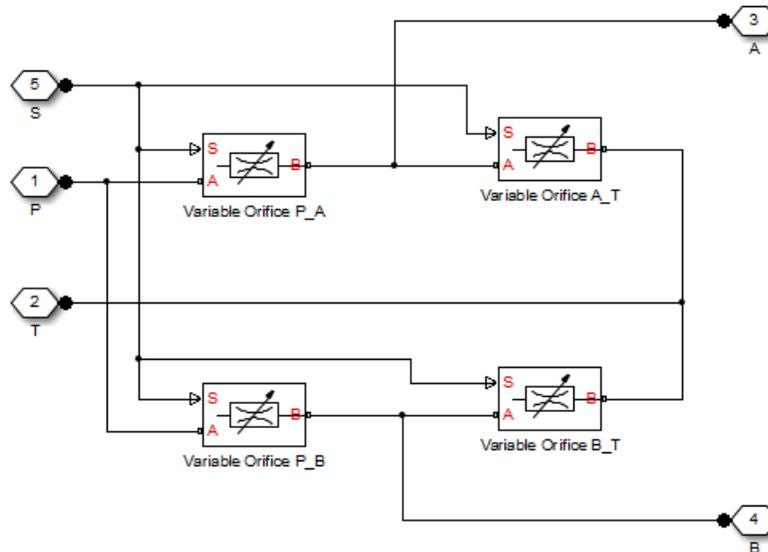 3
A
5
S
S
B
A
Variable Orifice A_T
S
B
A
Variable Orifice P_A
1
P
2
T
S
B
A
Variable Orifice B_T
S
B
A
Variable Orifice P_B
4
B